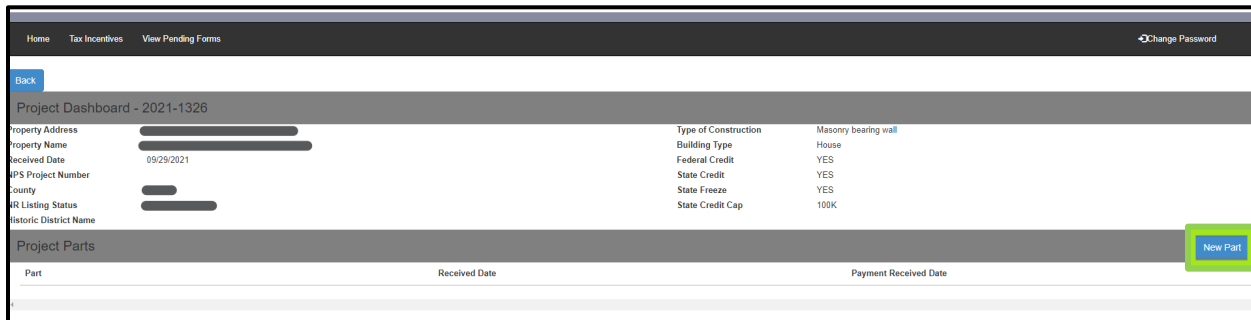 Home Tax Incentives View Pending Forms Change Password
Back
Project Dashboard - 2021-1326
Property Address
Type of Construction Masonry bearing wall
Property Name
Building Type House
Received Date 09/29/2021
Federal Credit YES
NPS Project Number
State Credit YES
County
State Freeze YES
NR Listing Status
State Credit Cap 100K
Historic District Name
Project Parts New Part
Part Received Date Payment Received Date